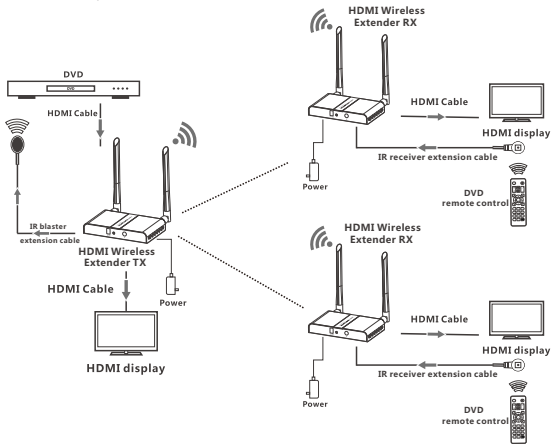 DVD
DVD
HDMI Cable
IR blaster
extension cable
HDMI Wireless
Extender TX
HDMI Cable
Power
HDMI display
HDMI Wireless
Extender RX
HDMI Cable
HDMI display
IR receiver extension cable
Power
DVD
remote control
HDMI Wireless
Extender RX
HDMI Cable
HDMI display
IR receiver extension cable
Power
DVD
remote control